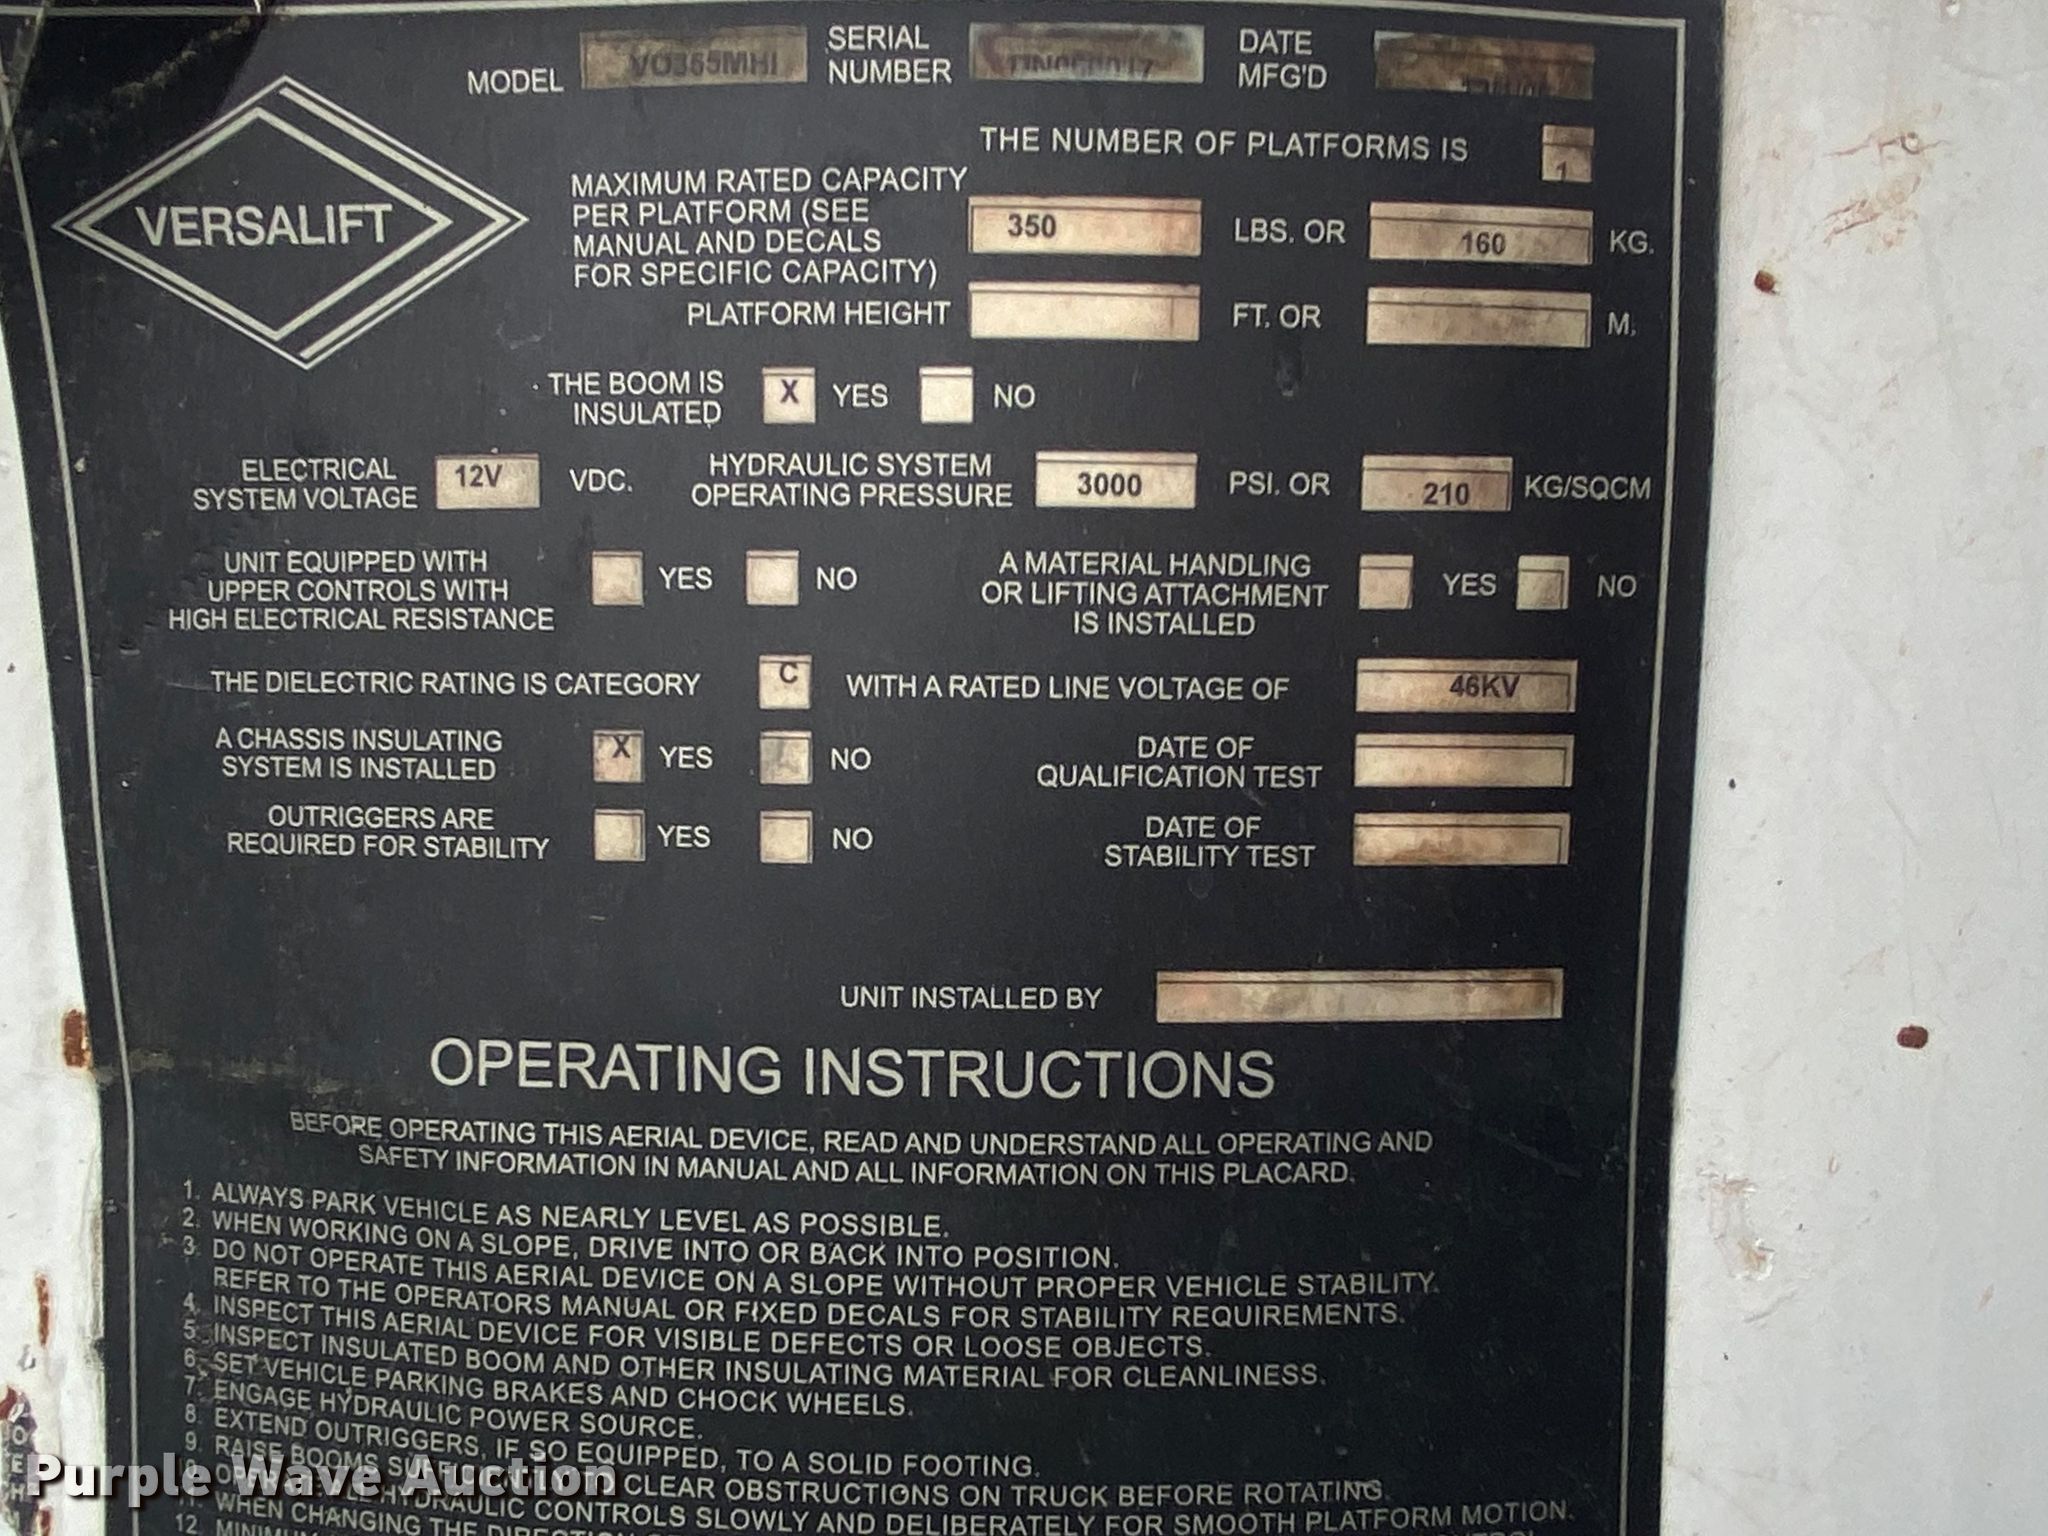 MODEL VO365MHI SERIAL NUMBER DATE MFG'D
THE NUMBER OF PLATFORMS IS 1
VERSALIFT
MAXIMUM RATED CAPACITY
PER PLATFORM (SEE
MANUAL AND DECALS
FOR SPECIFIC CAPACITY)
350 LBS. OR 160 KG.
PLATFORM HEIGHT FT. OR M.
THE BOOM IS
INSULATED
X YES NO
ELECTRICAL
SYSTEM VOLTAGE
12V VDC.
HYDRAULIC SYSTEM
OPERATING PRESSURE
3000 PSI. OR 210 KG/SQCM
UNIT EQUIPPED WITH
UPPER CONTROLS WITH
HIGH ELECTRICAL RESISTANCE
YES NO
A MATERIAL HANDLING
OR LIFTING ATTACHMENT
IS INSTALLED
YES NO
THE DIELECTRIC RATING IS CATEGORY C WITH A RATED LINE VOLTAGE OF 46KV
A CHASSIS INSULATING
SYSTEM IS INSTALLED
X YES NO
DATE OF
QUALIFICATION TEST
OUTRIGGERS ARE
REQUIRED FOR STABILITY
YES NO
DATE OF
STABILITY TEST
UNIT INSTALLED BY
OPERATING INSTRUCTIONS
BEFORE OPERATING THIS AERIAL DEVICE, READ AND UNDERSTAND ALL OPERATING AND
SAFETY INFORMATION IN MANUAL AND ALL INFORMATION ON THIS PLACARD.
1. ALWAYS PARK VEHICLE AS NEARLY LEVEL AS POSSIBLE.
2. WHEN WORKING ON A SLOPE, DRIVE INTO OR BACK INTO POSITION.
3. DO NOT OPERATE THIS AERIAL DEVICE ON A SLOPE WITHOUT PROPER VEHICLE STABILITY.
REFER TO THE OPERATORS MANUAL OR FIXED DECALS FOR STABILITY REQUIREMENTS.
4. INSPECT THIS AERIAL DEVICE FOR VISIBLE DEFECTS OR LOOSE OBJECTS.
5. INSPECT INSULATED BOOM AND OTHER INSULATING MATERIAL FOR CLEANLINESS.
6. SET VEHICLE PARKING BRAKES AND CHOCK WHEELS.
7. ENGAGE HYDRAULIC POWER SOURCE.
8. EXTEND OUTRIGGERS, IF SO EQUIPPED, TO A SOLID FOOTING.
9. RAISE BOOMS TO CLEAR OBSTRUCTIONS ON TRUCK BEFORE ROTATING.
HYDRAULIC CONTROLS SLOWLY AND DELIBERATELY FOR SMOOTH PLATFORM MOTION.
11. WHEN CHANGING THE
12.
Purple Wave Auction